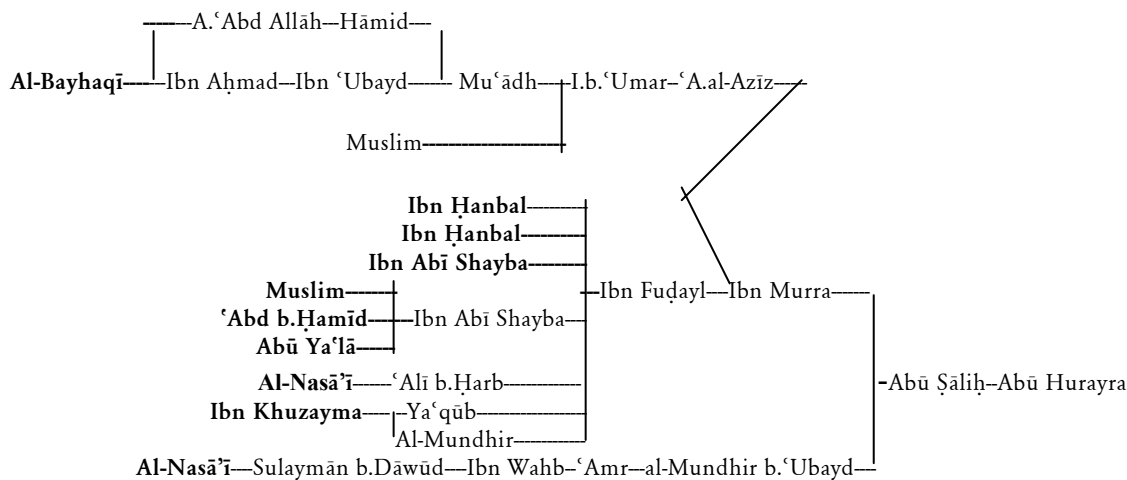 A.ʿAbd Allāh---Hāmid----
Al-Bayhaqī----Ibn Aḥmad---Ibn ʿUbayd------- Muʿādh-----I.b.ʿUmar--ʿA.al-Azīz------
Muslim----------------------
Ibn Ḥanbal-----------
Ibn Ḥanbal-----------
Ibn Abī Shayba----------
Muslim-------- Ibn Fuḍayl----Ibn Murra-------
ʿAbd b.Ḥamīd-------Ibn Abī Shayba----
Abū Yaʿlā------
Al-Nasā’ī-------ʿAlī b.Ḥarb------------- -Abū Ṣāliḥ--Abū Hurayra
Ibn Khuzayma-------Yaʿqūb------------------
Al-Mundhir-------------
Al-Nasā’ī----Sulaymān b.Dāwūd----Ibn Wahb--ʿAmr---al-Mundhir b.ʿUbayd----